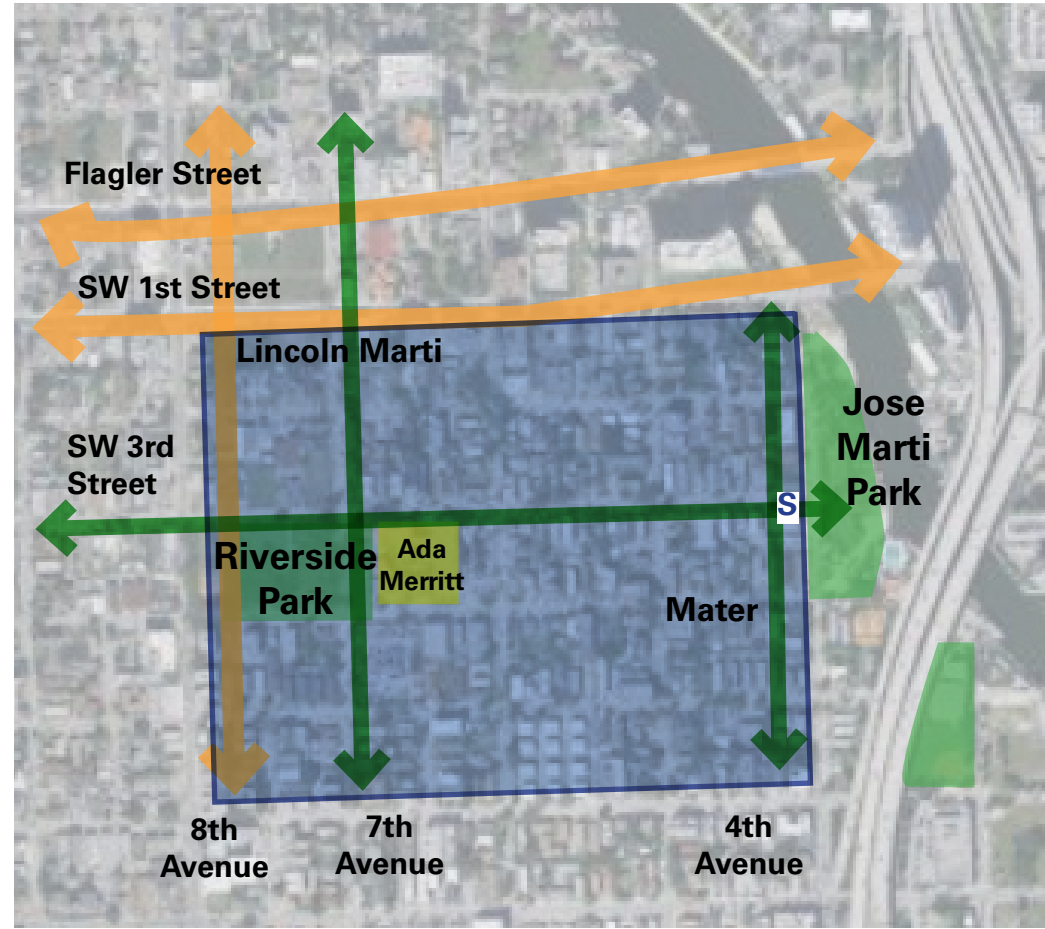 Flagler Street
SW 1st Street
Lincoln Marti
Jose
Marti
Park
SW 3rd
Street
S
Riverside
Park
Ada
Merritt
Mater
8th
Avenue
7th
Avenue
4th
Avenue